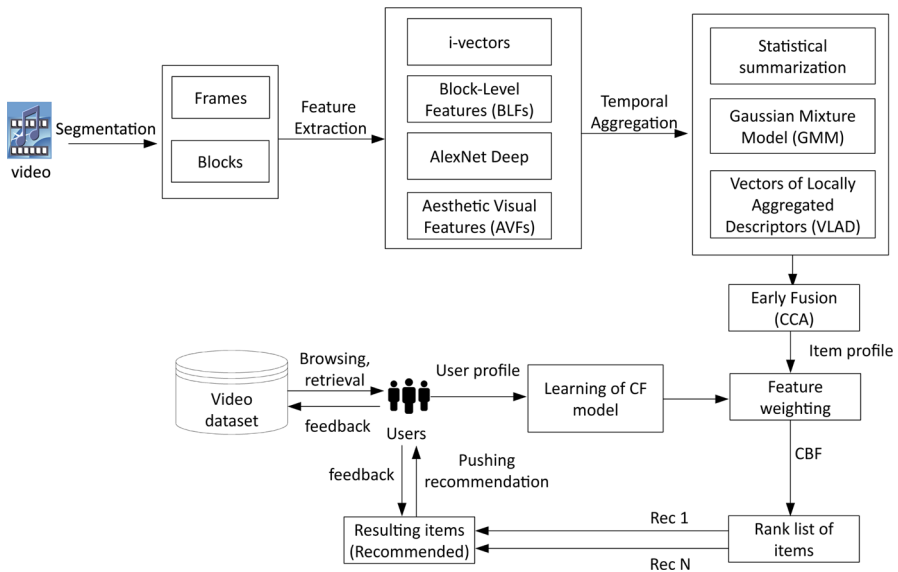 video
Segmentation
Frames
Blocks
Feature
Extraction
i-vectors
Block-Level
Features (BLFs)
AlexNet Deep
Aesthetic Visual
Features (AVFs)
Temporal
Aggregation
Statistical
summarization
Gaussian Mixture
Model (GMM)
Vectors of Locally
Aggregated
Descriptors (VLAD)
Early Fusion
(CCA)
Item profile
Video
dataset
Browsing,
retrieval
feedback
Users
User profile
Learning of CF
model
Feature
weighting
CBF
feedback
Pushing
recommendation
Resulting items
(Recommended)
Rec 1
Rec N
Rank list of
items